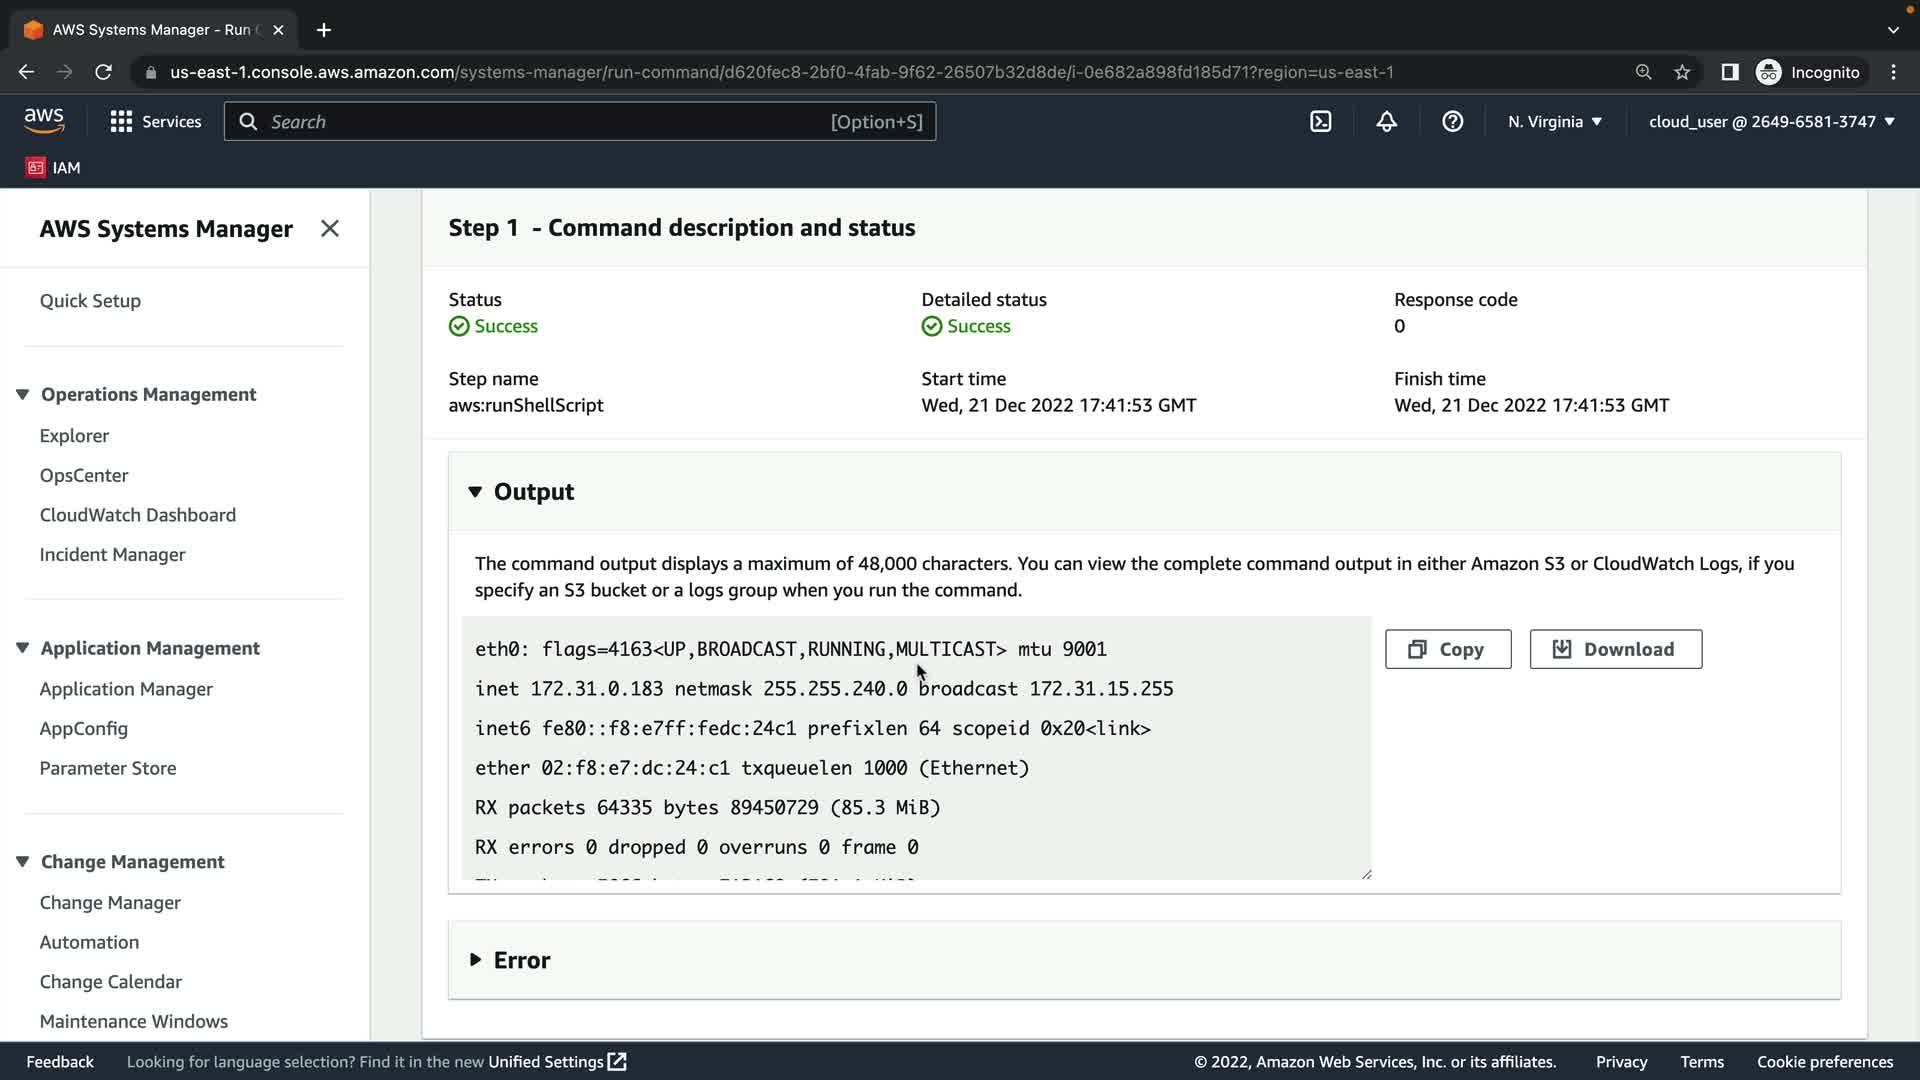 AWS Systems Manager - Run
us-east-1.console.aws.amazon.com/systems-manager/run-command/d620fec8-2bf0-4fab-9f62-26507b32d8de/i-0e682a898fd185d71?region=us-east-1
Incognito
aws
Services
Search
[Option+S]
N. Virginia
cloud_user @ 2649-6581-3747
IAM
AWS Systems Manager
Quick Setup
Operations Management
Explorer
OpsCenter
CloudWatch Dashboard
Incident Manager
Application Management
Application Manager
AppConfig
Parameter Store
Change Management
Change Manager
Automation
Change Calendar
Maintenance Windows
Step 1 - Command description and status
Status
Success
Detailed status
Success
Response code
0
Step name
aws:runShellScript
Start time
Wed, 21 Dec 2022 17:41:53 GMT
Finish time
Wed, 21 Dec 2022 17:41:53 GMT
Output
The command output displays a maximum of 48,000 characters. You can view the complete command output in either Amazon S3 or CloudWatch Logs, if you
specify an S3 bucket or a logs group when you run the command.
eth0: flags=4163<UP,BROADCAST,RUNNING,MULTICAST> mtu 9001
inet 172.31.0.183 netmask 255.255.240.0 broadcast 172.31.15.255
inet6 fe80::f8:e7ff:fedc:24c1 prefixlen 64 scopeid 0x20<link>
ether 02:f8:e7:dc:24:c1 txqueuelen 1000 (Ethernet)
RX packets 64335 bytes 89450729 (85.3 MiB)
RX errors 0 dropped 0 overruns 0 frame 0
Copy
Download
Error
Feedback
Looking for language selection? Find it in the new Unified Settings
© 2022, Amazon Web Services, Inc. or its affiliates.
Privacy
Terms
Cookie preferences